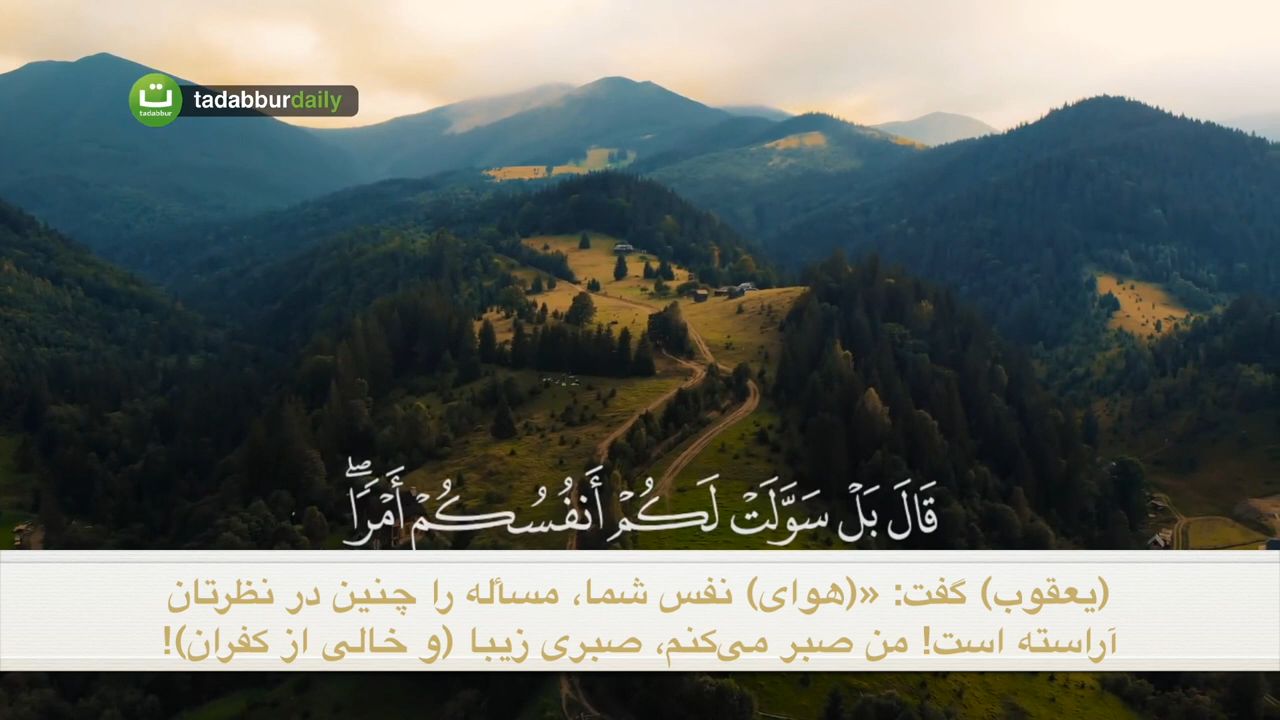 ت
tadabbur
tadabburdaily
قَالَ بَلْ سَوَّلَتْ لَكُمْ أَنفُسُكُمْ أَمْرًاۖ
(یعقوب) گفت: «(هوای) نفس شما، مسأله را چنین در نظرتان
آراسته است! من صبر می‌کنم، صبری زیبا (و خالی از کفران)!